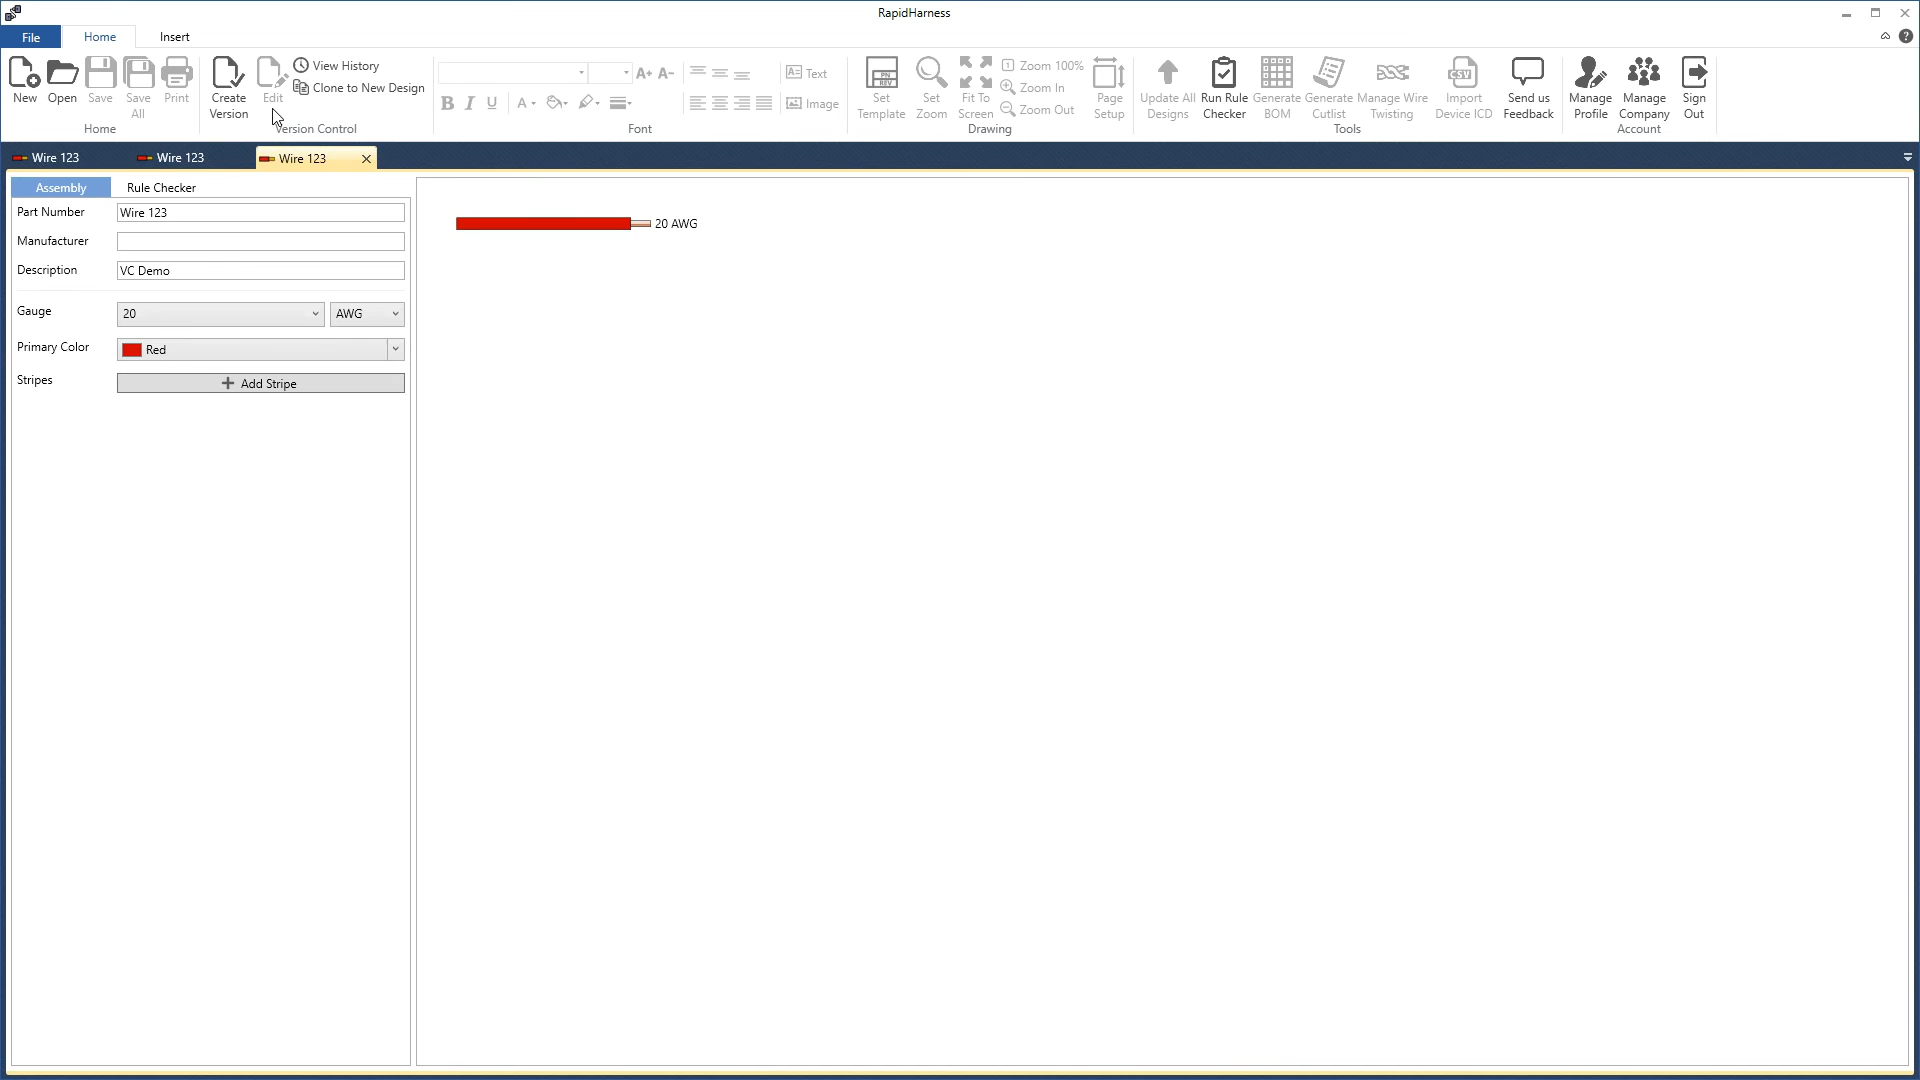 RapidHarness
File Home Insert
New Open Save Save All Print
Home
Create Version Edit View History
Clone to New Design
Version Control
A+ A- Text
B I U A Image
Font
Set Template Set Zoom Fit To Screen 1 Zoom 100%
Zoom In
Zoom Out
Page Setup
Drawing
Update All Designs Run Rule Checker Generate BOM Generate Cutlist Manage Wire Twisting Import Device ICD Send us Feedback
PN
REV
CSV
Tools
Manage Profile Manage Company Sign Out
Account
Wire 123 Wire 123 Wire 123
Assembly Rule Checker
Part Number Wire 123
Manufacturer
Description VC Demo
Gauge 20 AWG
Primary Color Red
Stripes + Add Stripe
20 AWG